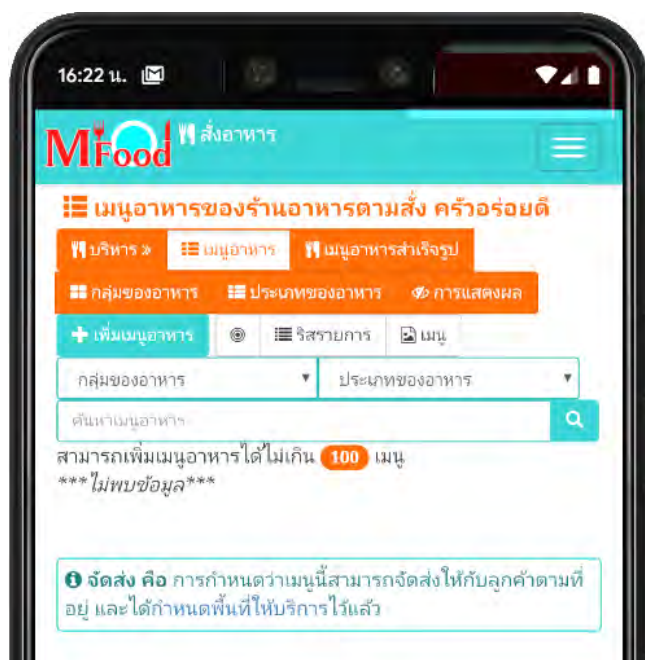 16:22 น.
MFood สั่งอาหาร
เมนูอาหารของร้านอาหารตามสั่ง ครัวอร่อยดี
บริหาร » เมนูอาหาร เมนูอาหารสำเร็จรูป
กลุ่มของอาหาร ประเภทของอาหาร การแสดงผล
เพิ่มเมนูอาหาร ริสรายการ เมนู
กลุ่มของอาหาร ประเภทของอาหาร
ค้นหาเมนูอาหาร
สามารถเพิ่มเมนูอาหารได้ไม่เกิน 100 เมนู
***ไม่พบข้อมูล***
จัดส่ง คือ การกำหนดว่าเมนูนี้สามารถจัดส่งให้กับลูกค้าตามที่
อยู่ และได้กำหนดพื้นที่ให้บริการไว้แล้ว